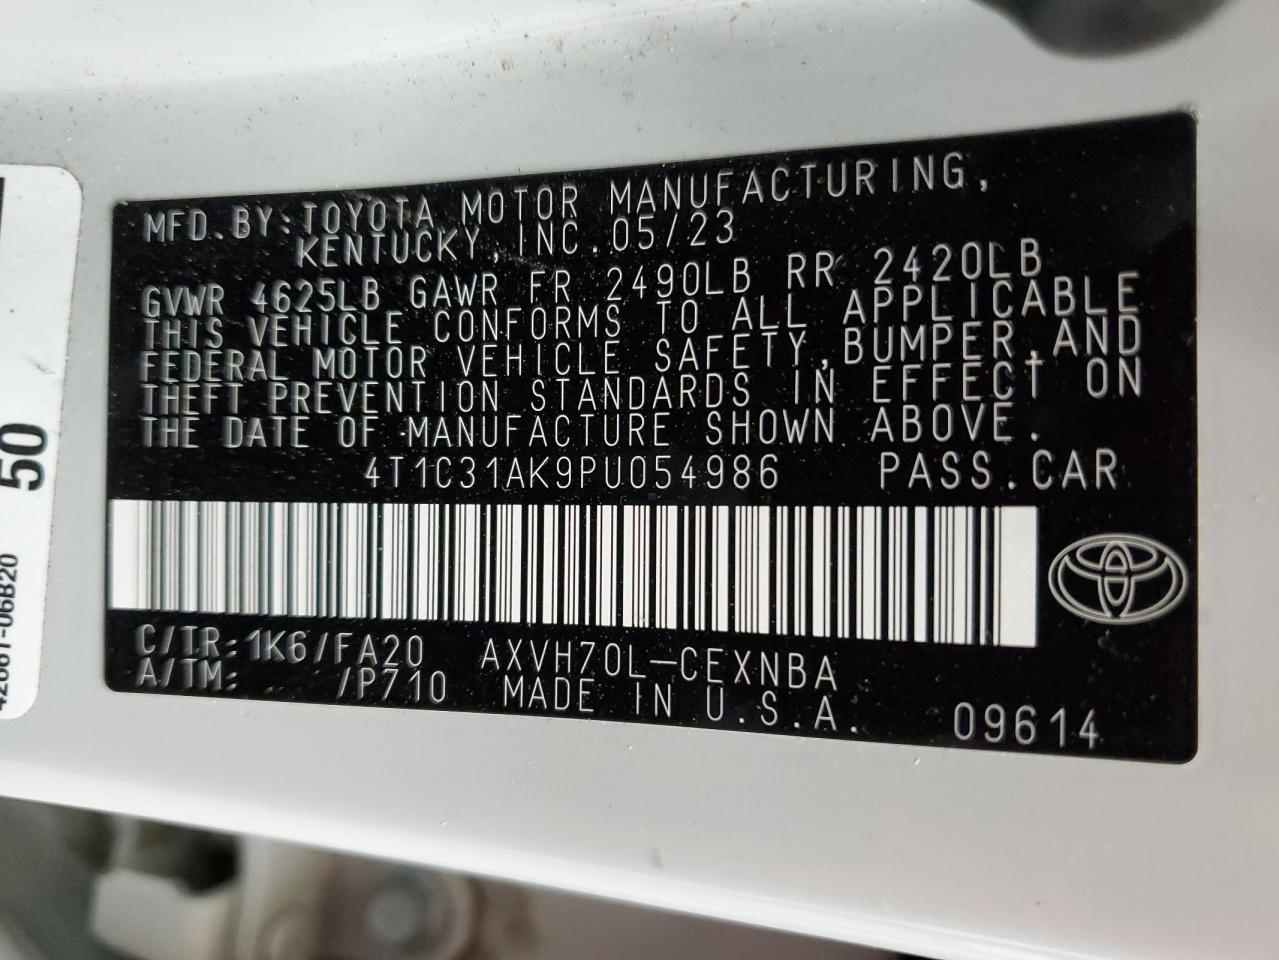 MFD.BY:TOYOTA MOTOR MANUFACTURING,
KENTUCKY, INC.05/23
GVWR 4625LB GAWR FR 2490LB RR 2420LB
THIS VEHICLE CONFORMS TO ALL APPLICABLE
FEDERAL MOTOR VEHICLE SAFETY,BUMPER,AND
THEFT PREVENTION STANDARDS IN EFFECT ON
THE DATE OF MANUFACTURE SHOWN ABOVE.
4T1C31AK9PU054986 PASS.CAR
C/TR:1K6/FA20 AXVH70L-CEXNBA
A/TM: /P710 MADE IN U.S.A. 09614
50